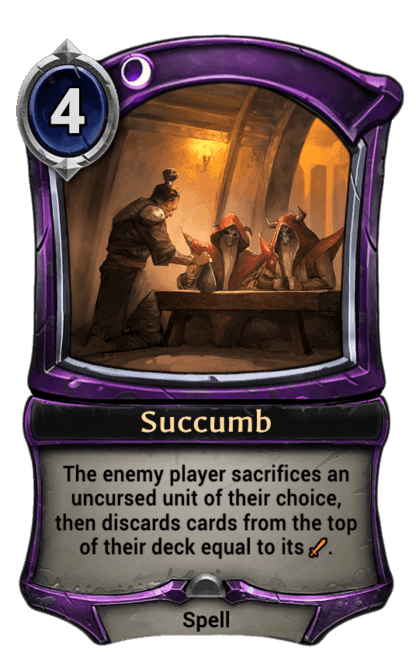 4
Succumb
The enemy player sacrifices an
uncursed unit of their choice,
then discards cards from the top
of their deck equal to its .
Spell